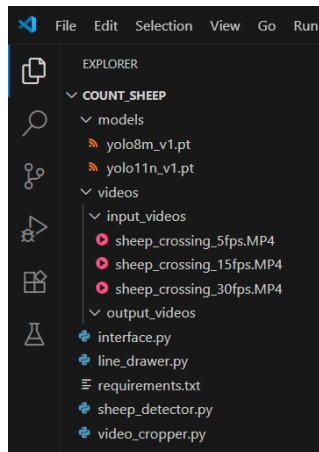 File Edit Selection View Go Run
EXPLORER
COUNT_SHEEP
models
yolo8m_v1.pt
yolo11n_v1.pt
videos
input_videos
sheep_crossing_5fps.MP4
sheep_crossing_15fps.MP4
sheep_crossing_30fps.MP4
output_videos
interface.py
line_drawer.py
requirements.txt
sheep_detector.py
video_cropper.py